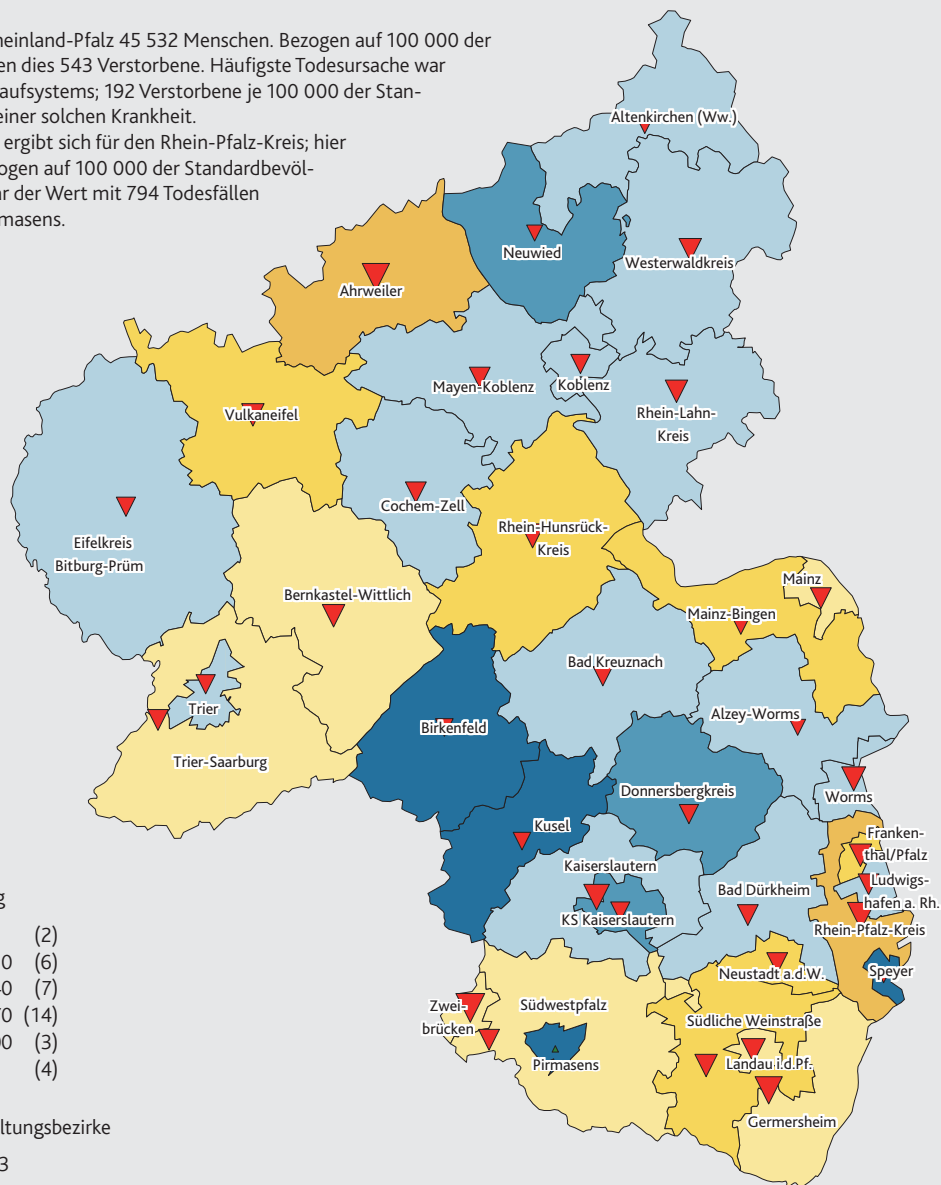 heinland-Pfalz 45 532 Menschen. Bezogen auf 100 000 der
en dies 543 Verstorbene. Häufigste Todesursache war
aufsystems; 192 Verstorbene je 100 000 der Stan-
einer solchen Krankheit.
ergibt sich für den Rhein-Pfalz-Kreis; hier
ogen auf 100 000 der Standardbevöl-
ar der Wert mit 794 Todesfällen
masens.
Altenkirchen (Ww.)
Neuwied
Westerwaldkreis
Ahrweiler
Mayen-Koblenz
Koblenz
Rhein-Lahn-
Kreis
Vulkaneifel
Cochem-Zell
Eifelkreis
Bitburg-Prüm
Rhein-Hunsrück-
Kreis
Bernkastel-Wittlich
Mainz
Mainz-Bingen
Bad Kreuznach
Trier
Alzey-Worms
Birkenfeld
Trier-Saarburg
Donnersbergkreis
Worms
Kusel
Franken-
thal/Pfalz
Kaiserslautern
Ludwigs-
hafen a. Rh.
Bad Dürkheim
KS Kaiserslautern
Rhein-Pfalz-Kreis
Neustadt a.d.W.
Speyer
Zwei-
brücken
Südwestpfalz
Südliche Weinstraße
Pirmasens
Landau i.d.Pf.
Germersheim
g
(2)
0 (6)
40 (7)
70 (14)
00 (3)
(4)
ltungsbezirke
3